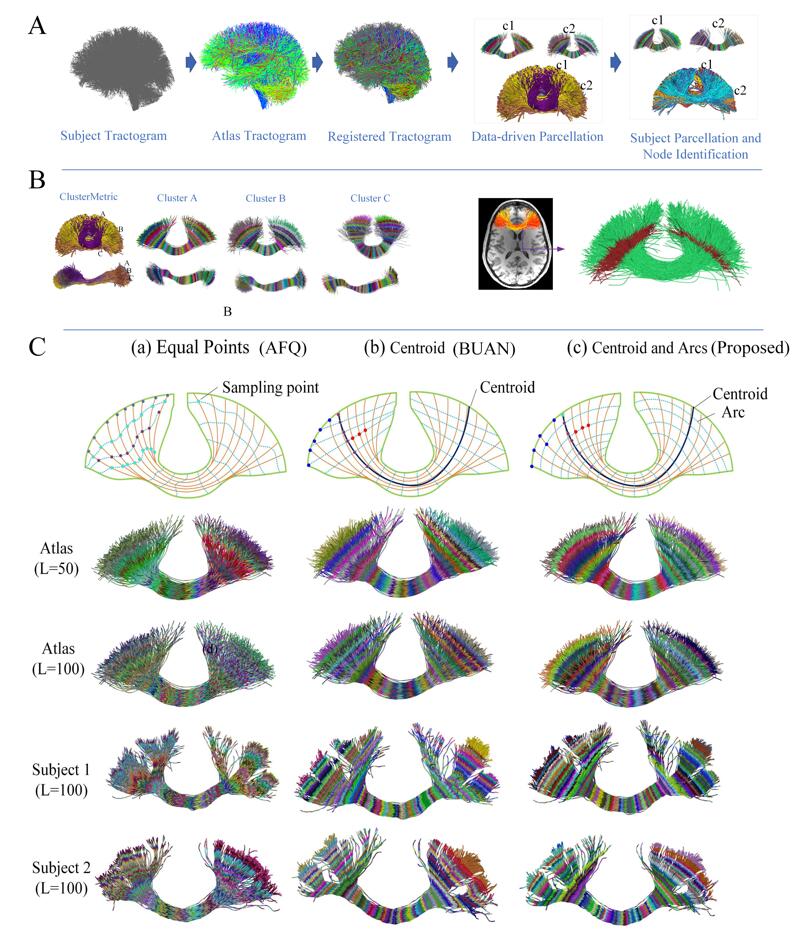 A
c1
c2
c1
c2
c1
c2
c1
c2
Subject Tractogram
Atlas Tractogram
Registered Tractogram
Data-driven Parcellation
Subject Parcellation and
Node Identification
B
ClusterMetric
Cluster A
Cluster B
Cluster C
A
B
C
A
B
B
C
(a) Equal Points (AFQ)
(b) Centroid (BUAN)
(c) Centroid and Arcs (Proposed)
Sampling point
Centroid
Centroid
Arc
Atlas
(L=50)
Atlas
(L=100)
(d)
Subject 1
(L=100)
Subject 2
(L=100)